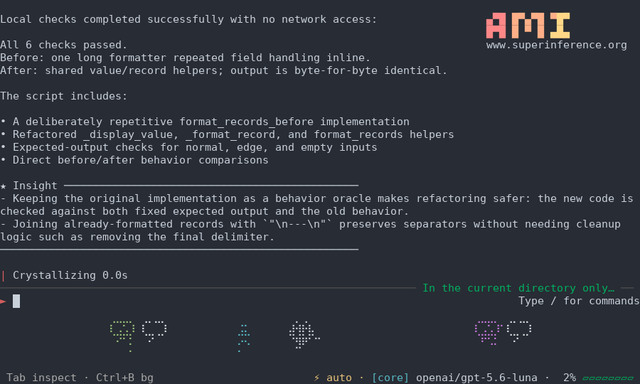 AMI
www.superinference.org
Local checks completed successfully with no network access:
All 6 checks passed.
Before: one long formatter repeated field handling inline.
After: shared value/record helpers; output is byte-for-byte identical.
The script includes:
• A deliberately repetitive format_records_before implementation
• Refactored _display_value, _format_record, and format_records helpers
• Expected-output checks for normal, edge, and empty inputs
• Direct before/after behavior comparisons
★ Insight
- Keeping the original implementation as a behavior oracle makes refactoring safer: the new code is
checked against both fixed expected output and the old behavior.
- Joining already-formatted records with `"\n---\n"` preserves separators without needing cleanup
logic such as removing the final delimiter.
| Crystallizing 0.0s
In the current directory only…
Type / for commands
Tab inspect · Ctrl+B bg
⚡ auto · [core] openai/gpt-5.6-luna · 2%